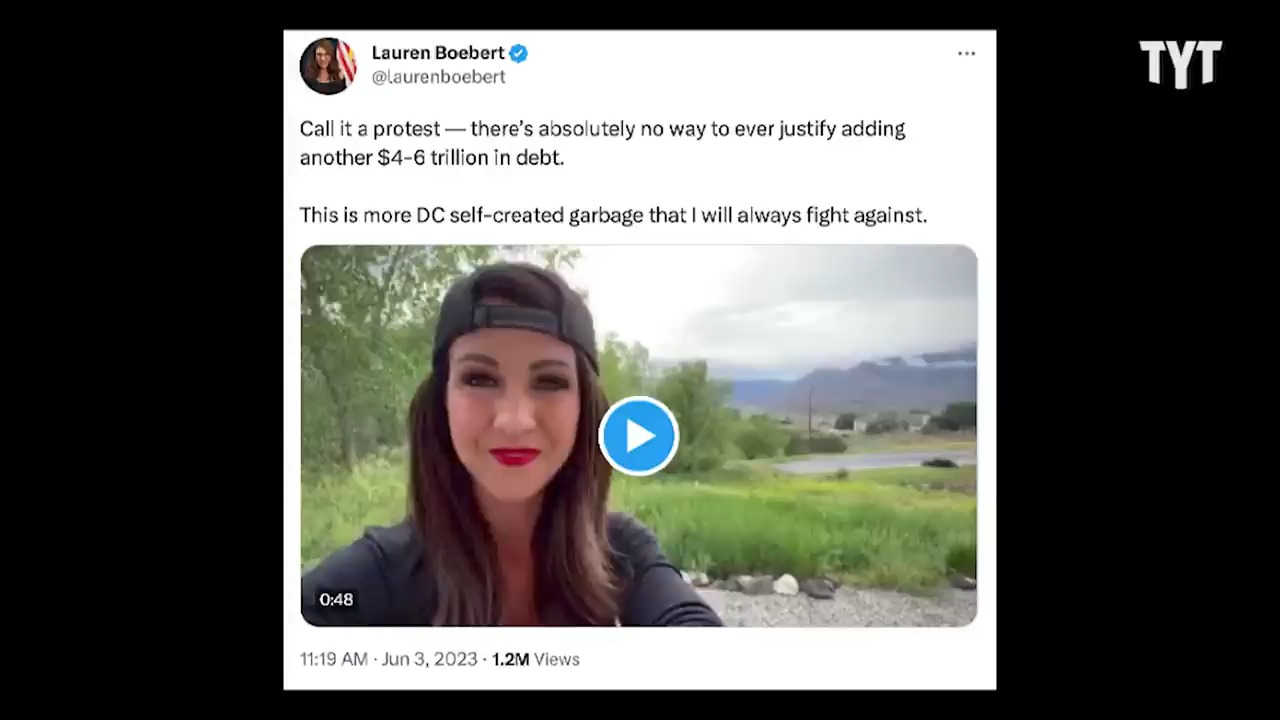 Lauren Boebert
@laurenboebert
TYT
Call it a protest — there's absolutely no way to ever justify adding
another $4-6 trillion in debt.
This is more DC self-created garbage that I will always fight against.
0:48
11:19 AM · Jun 3, 2023 · 1.2M Views